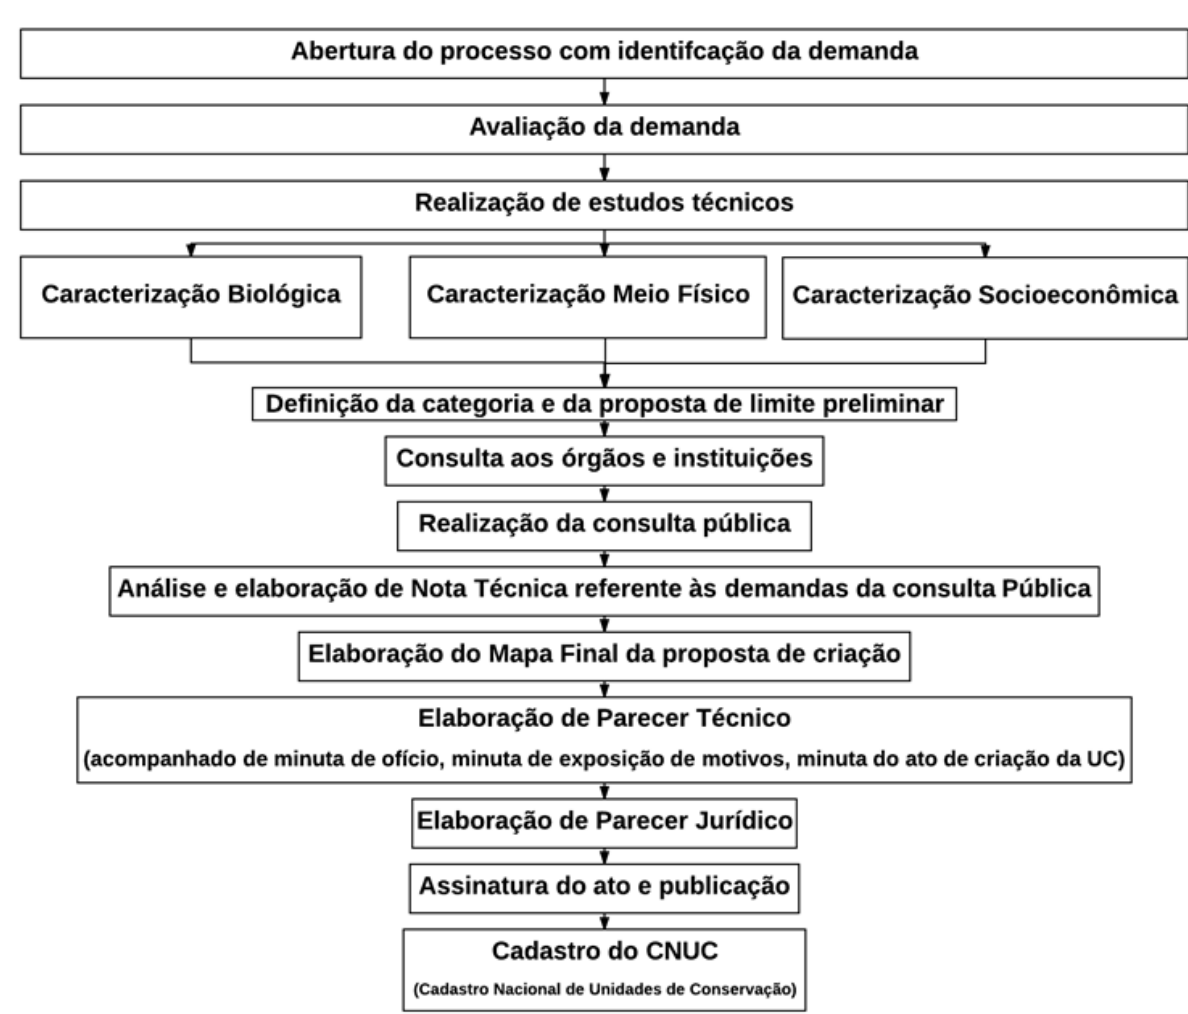 Abertura do processo com identifcação da demanda
Avaliação da demanda
Realização de estudos técnicos
Caracterização Biológica
Caracterização Meio Físico
Caracterização Socioeconômica
Definição da categoria e da proposta de limite preliminar
Consulta aos órgãos e instituições
Realização da consulta pública
Análise e elaboração de Nota Técnica referente às demandas da consulta Pública
Elaboração do Mapa Final da proposta de criação
Elaboração de Parecer Técnico
(acompanhado de minuta de ofício, minuta de exposição de motivos, minuta do ato de criação da UC)
Elaboração de Parecer Jurídico
Assinatura do ato e publicação
Cadastro do CNUC
(Cadastro Nacional de Unidades de Conservação)